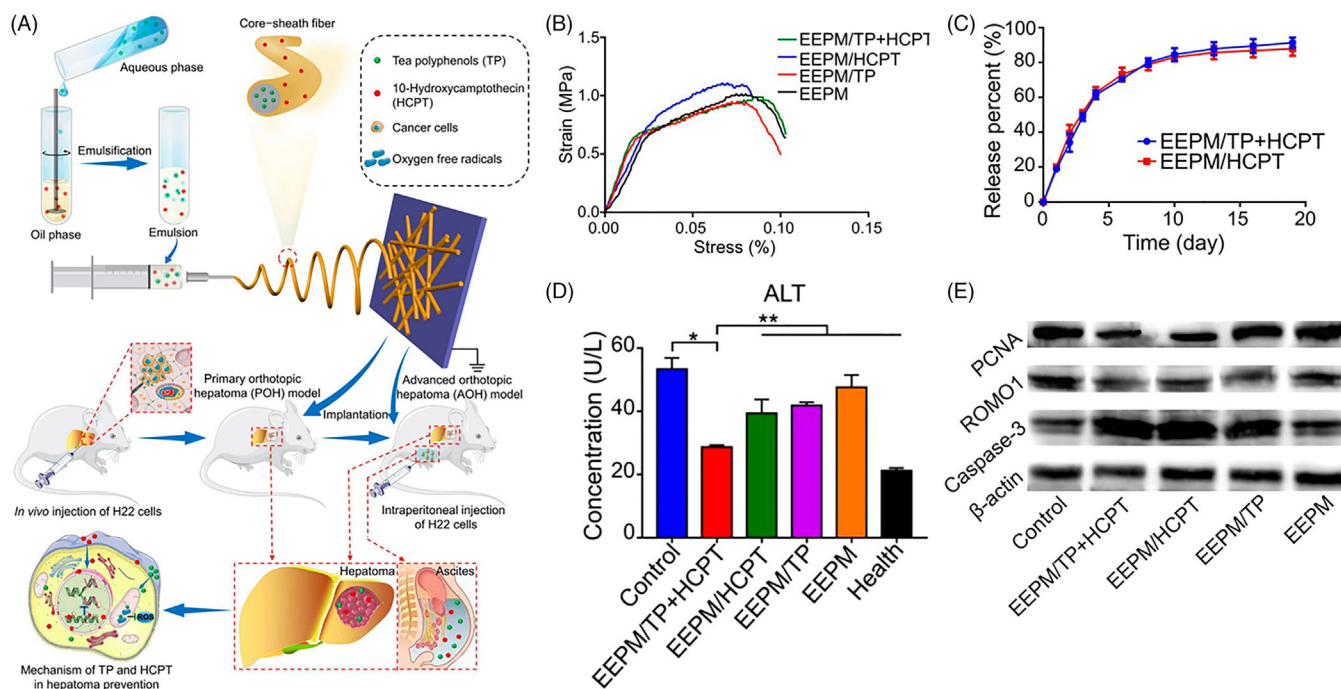 (A)
Aqueous phase
Emulsification
Oil phase
Emulsion
Core–sheath fiber
Tea polyphenols (TP)
10-Hydroxycamptothecin
(HCPT)
Cancer cells
Oxygen free radicals
Primary orthotopic
hepatoma (POH) model
Advanced orthotopic
hepatoma (AOH) model
Implantation
In vivo injection of H22 cells
Intraperitoneal injection
of H22 cells
Hepatoma
Ascites
ROS
Mechanism of TP and HCPT
in hepatoma prevention
(B)
EEPM/TP+HCPT
EEPM/HCPT
EEPM/TP
EEPM
Strain (MPa)
2.0
1.5
1.0
0.5
0.0
0.00
0.05
0.10
0.15
Stress (%)
(C)
Release percent (%)
100
80
60
40
20
0
EEPM/TP+HCPT
EEPM/HCPT
0
5
10
15
20
Time (day)
(D)
ALT
**
*
Concentration (U/L)
60
40
20
0
Control
EEPM/TP+HCPT
EEPM/HCPT
EEPM/TP
EEPM
Health
(E)
PCNA
ROMO1
Caspase-3
β-actin
Control
EEPM/TP+HCPT
EEPM/HCPT
EEPM/TP
EEPM